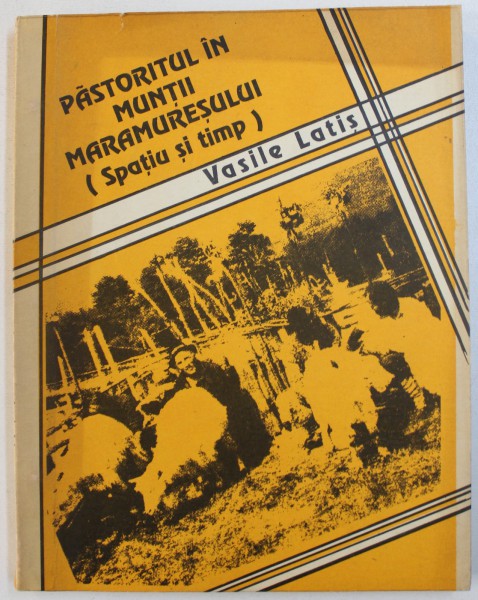 PĂSTORITUL ÎN
MUNȚII
MARAMUREȘULUI
( Spațiu și timp )
Vasile Latiș